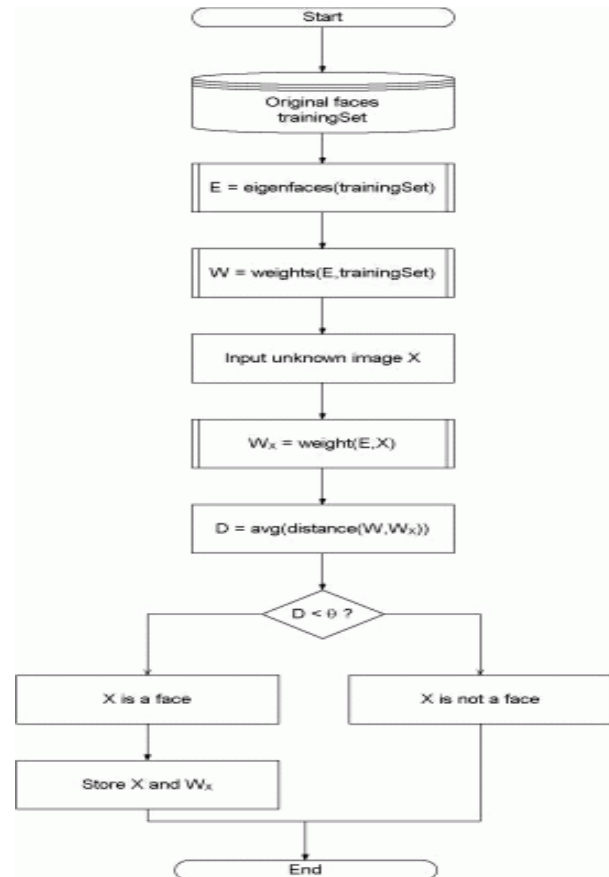 Start
Original faces
trainingSet
E = eigenfaces(trainingSet)
W = weights(E,trainingSet)
Input unknown image X
Wₓ = weight(E,X)
D = avg(distance(W,Wₓ))
D < θ ?
X is a face
X is not a face
Store X and Wₓ
End